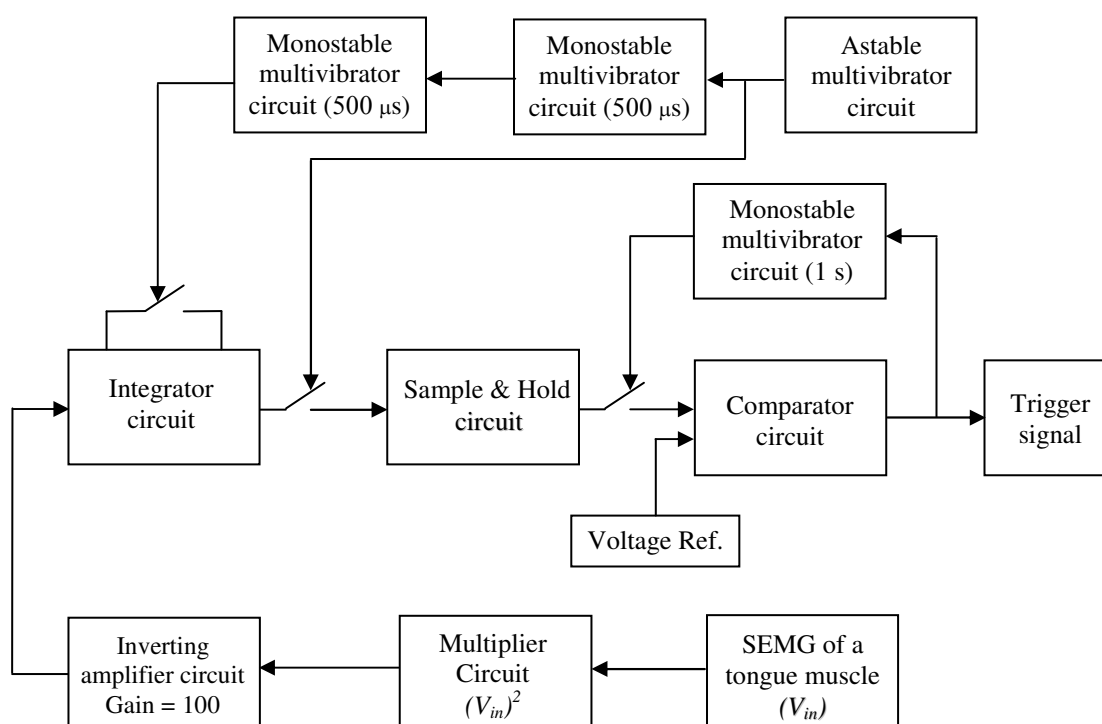 Monostable
multivibrator
circuit (500 μs)
Monostable
multivibrator
circuit (500 μs)
Astable
multivibrator
circuit
Monostable
multivibrator
circuit (1 s)
Integrator
circuit
Sample & Hold
circuit
Comparator
circuit
Trigger
signal
Voltage Ref.
Inverting
amplifier circuit
Gain = 100
Multiplier
Circuit
(V_in)^2
SEMG of a
tongue muscle
(V_in)